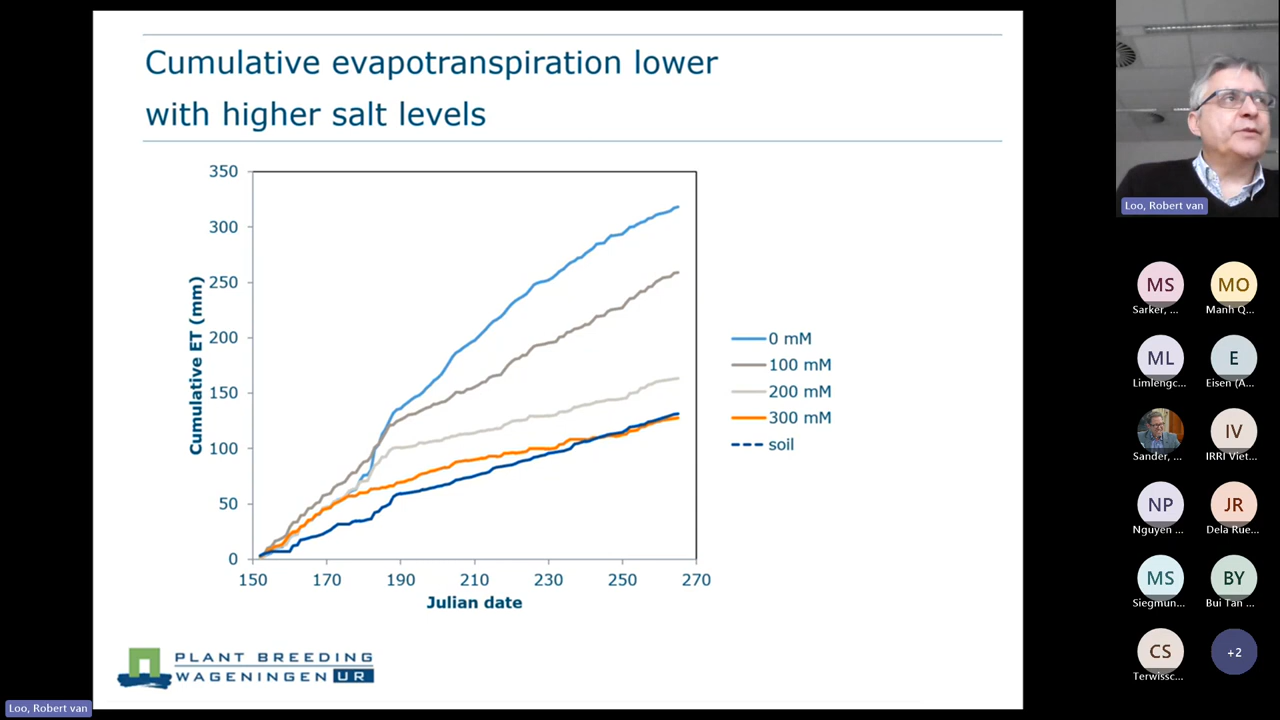 Cumulative evapotranspiration lower
with higher salt levels
350
300
250
200
150
100
50
0
Cumulative ET (mm)
150 170 190 210 230 250 270
Julian date
0 mM
100 mM
200 mM
300 mM
soil
PLANT BREEDING
WAGENINGEN UR
Loo, Robert van
Loo, Robert van
MS
Sarker, ...
MO
Manh Q...
ML
Limlengc...
E
Eisen (A...
Sander, ...
IV
IRRI Viet...
NP
Nguyen ...
JR
Dela Rue...
MS
Siegmun...
BY
Bui Tan ...
CS
Terwissc...
+2